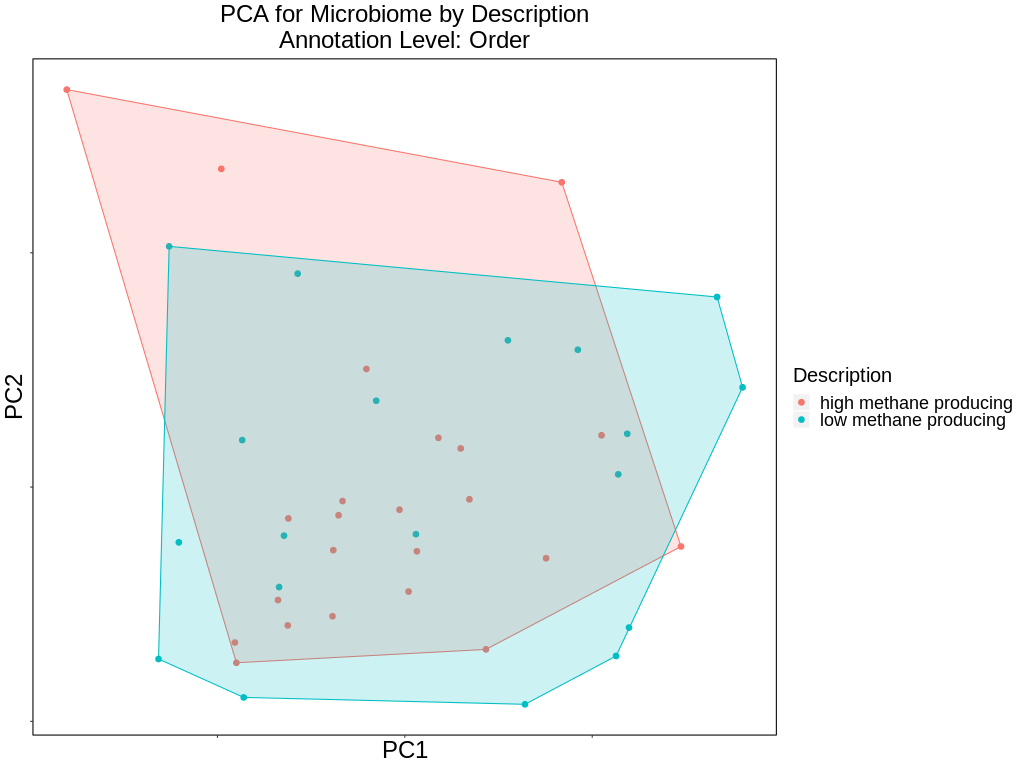 PCA for Microbiome by Description
Annotation Level: Order
PC2
Description
high methane producing
low methane producing
PC1